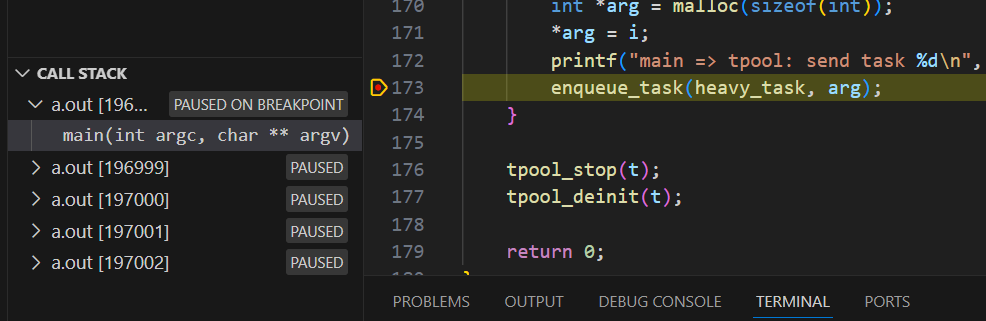 CALL STACK
a.out [196... PAUSED ON BREAKPOINT
main(int argc, char ** argv)
a.out [196999] PAUSED
a.out [197000] PAUSED
a.out [197001] PAUSED
a.out [197002] PAUSED
170 int *arg = malloc(sizeof(int));
171 *arg = i;
172 printf("main => tpool: send task %d\n",
173 enqueue_task(heavy_task, arg);
174 }
175
176 tpool_stop(t);
177 tpool_deinit(t);
178
179 return 0;
180 }
PROBLEMS OUTPUT DEBUG CONSOLE TERMINAL PORTS